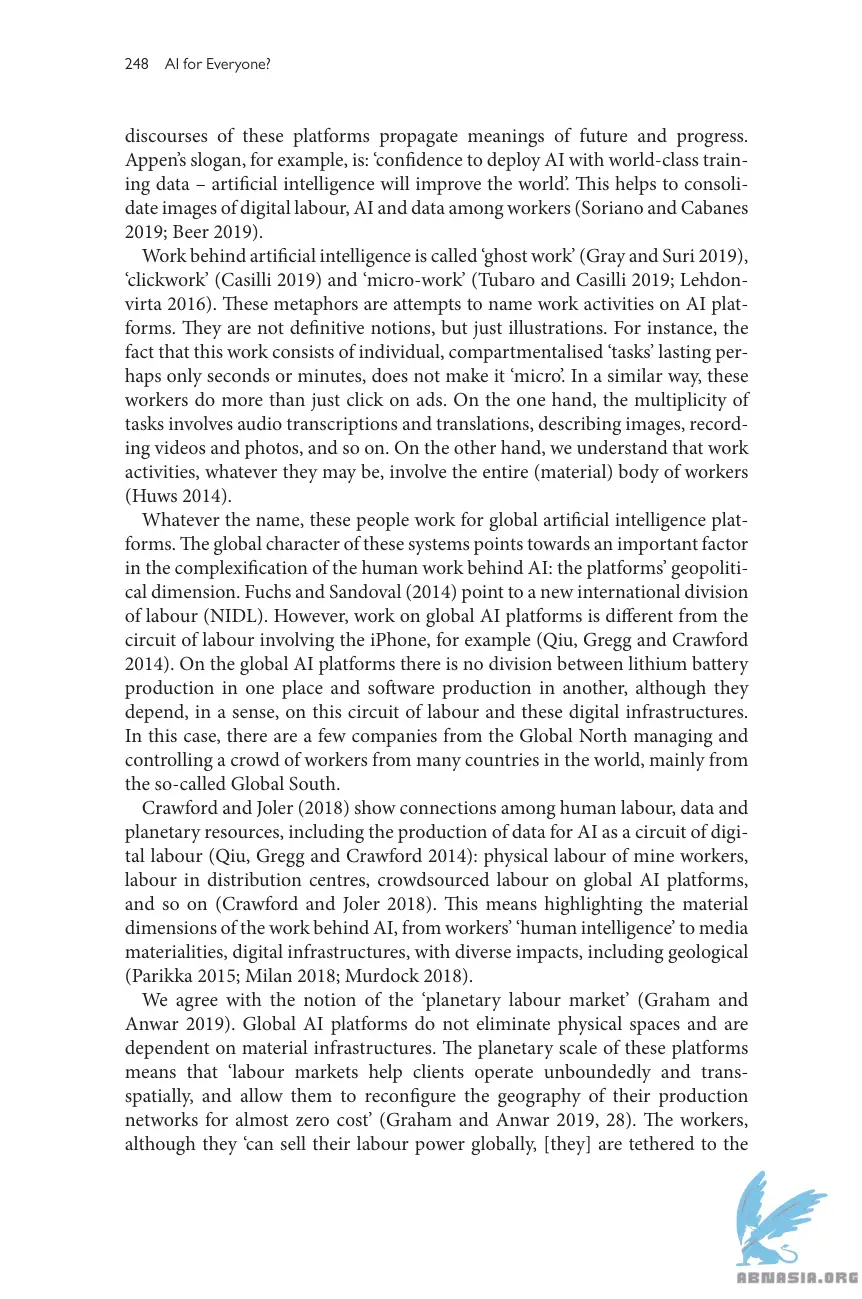 248 AI for Everyone?
discourses of these platforms propagate meanings of future and progress.
Appen’s slogan, for example, is: ‘confidence to deploy AI with world-class train-
ing data – artificial intelligence will improve the world’. This helps to consoli-
date images of digital labour, AI and data among workers (Soriano and Cabanes
2019; Beer 2019).
Work behind artificial intelligence is called ‘ghost work’ (Gray and Suri 2019),
‘clickwork’ (Casilli 2019) and ‘micro-work’ (Tubaro and Casilli 2019; Lehdon-
virta 2016). These metaphors are attempts to name work activities on AI plat-
forms. They are not definitive notions, but just illustrations. For instance, the
fact that this work consists of individual, compartmentalised ‘tasks’ lasting per-
haps only seconds or minutes, does not make it ‘micro’. In a similar way, these
workers do more than just click on ads. On the one hand, the multiplicity of
tasks involves audio transcriptions and translations, describing images, record-
ing videos and photos, and so on. On the other hand, we understand that work
activities, whatever they may be, involve the entire (material) body of workers
(Huws 2014).
Whatever the name, these people work for global artificial intelligence plat-
forms. The global character of these systems points towards an important factor
in the complexification of the human work behind AI: the platforms’ geopoliti-
cal dimension. Fuchs and Sandoval (2014) point to a new international division
of labour (NIDL). However, work on global AI platforms is different from the
circuit of labour involving the iPhone, for example (Qiu, Gregg and Crawford
2014). On the global AI platforms there is no division between lithium battery
production in one place and software production in another, although they
depend, in a sense, on this circuit of labour and these digital infrastructures.
In this case, there are a few companies from the Global North managing and
controlling a crowd of workers from many countries in the world, mainly from
the so-called Global South.
Crawford and Joler (2018) show connections among human labour, data and
planetary resources, including the production of data for AI as a circuit of digi-
tal labour (Qiu, Gregg and Crawford 2014): physical labour of mine workers,
labour in distribution centres, crowdsourced labour on global AI platforms,
and so on (Crawford and Joler 2018). This means highlighting the material
dimensions of the work behind AI, from workers’ ‘human intelligence’ to media
materialities, digital infrastructures, with diverse impacts, including geological
(Parikka 2015; Milan 2018; Murdock 2018).
We agree with the notion of the ‘planetary labour market’ (Graham and
Anwar 2019). Global AI platforms do not eliminate physical spaces and are
dependent on material infrastructures. The planetary scale of these platforms
means that ‘labour markets help clients operate unboundedly and trans-
spatially, and allow them to reconfigure the geography of their production
networks for almost zero cost’ (Graham and Anwar 2019, 28). The workers,
although they ‘can sell their labour power globally, [they] are tethered to the
ABNASIA.ORG